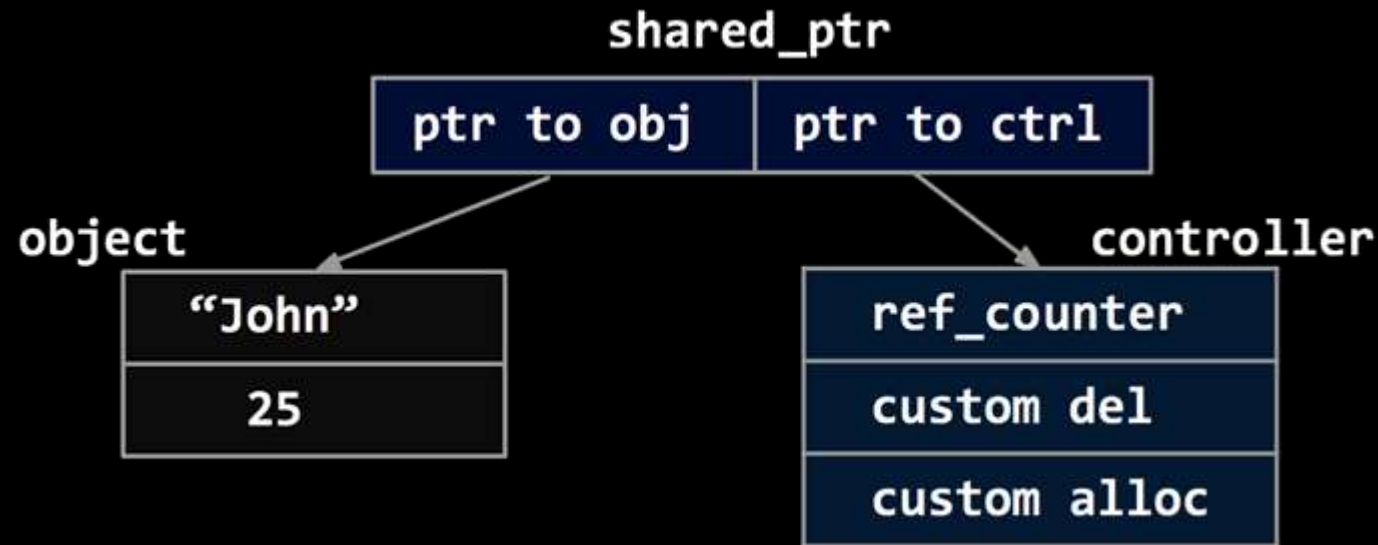 shared_ptr
ptr to obj
ptr to ctrl
object
controller
“John”
25
ref_counter
custom del
custom alloc